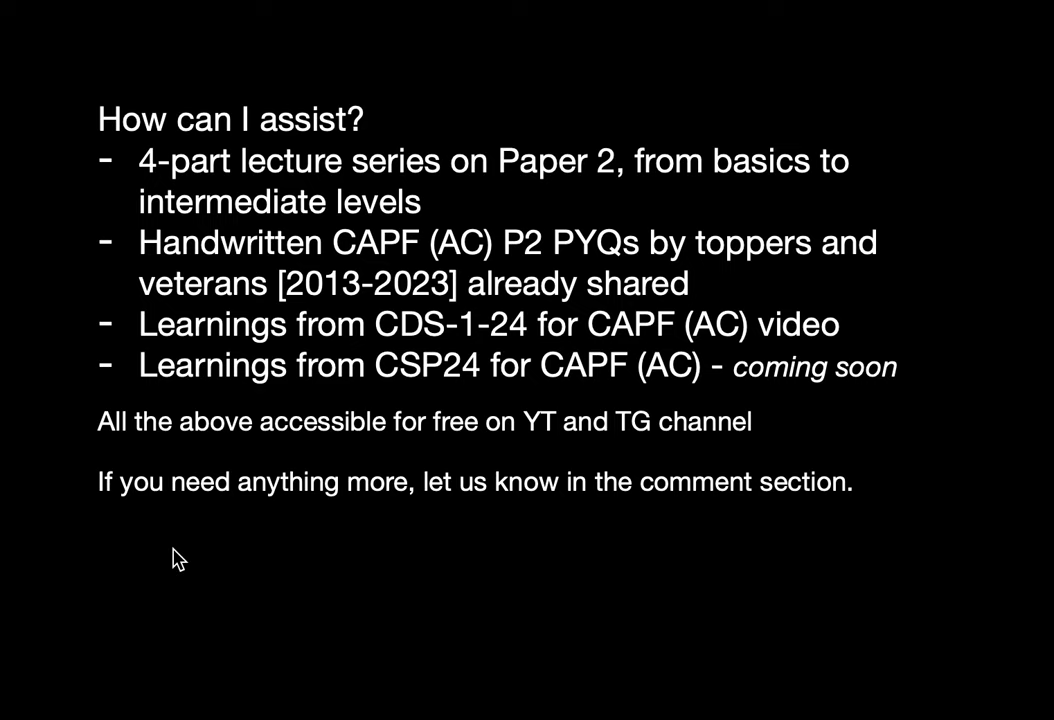 How can I assist?
- 4-part lecture series on Paper 2, from basics to
intermediate levels
- Handwritten CAPF (AC) P2 PYQs by toppers and
veterans [2013-2023] already shared
- Learnings from CDS-1-24 for CAPF (AC) video
- Learnings from CSP24 for CAPF (AC) - coming soon
All the above accessible for free on YT and TG channel
If you need anything more, let us know in the comment section.